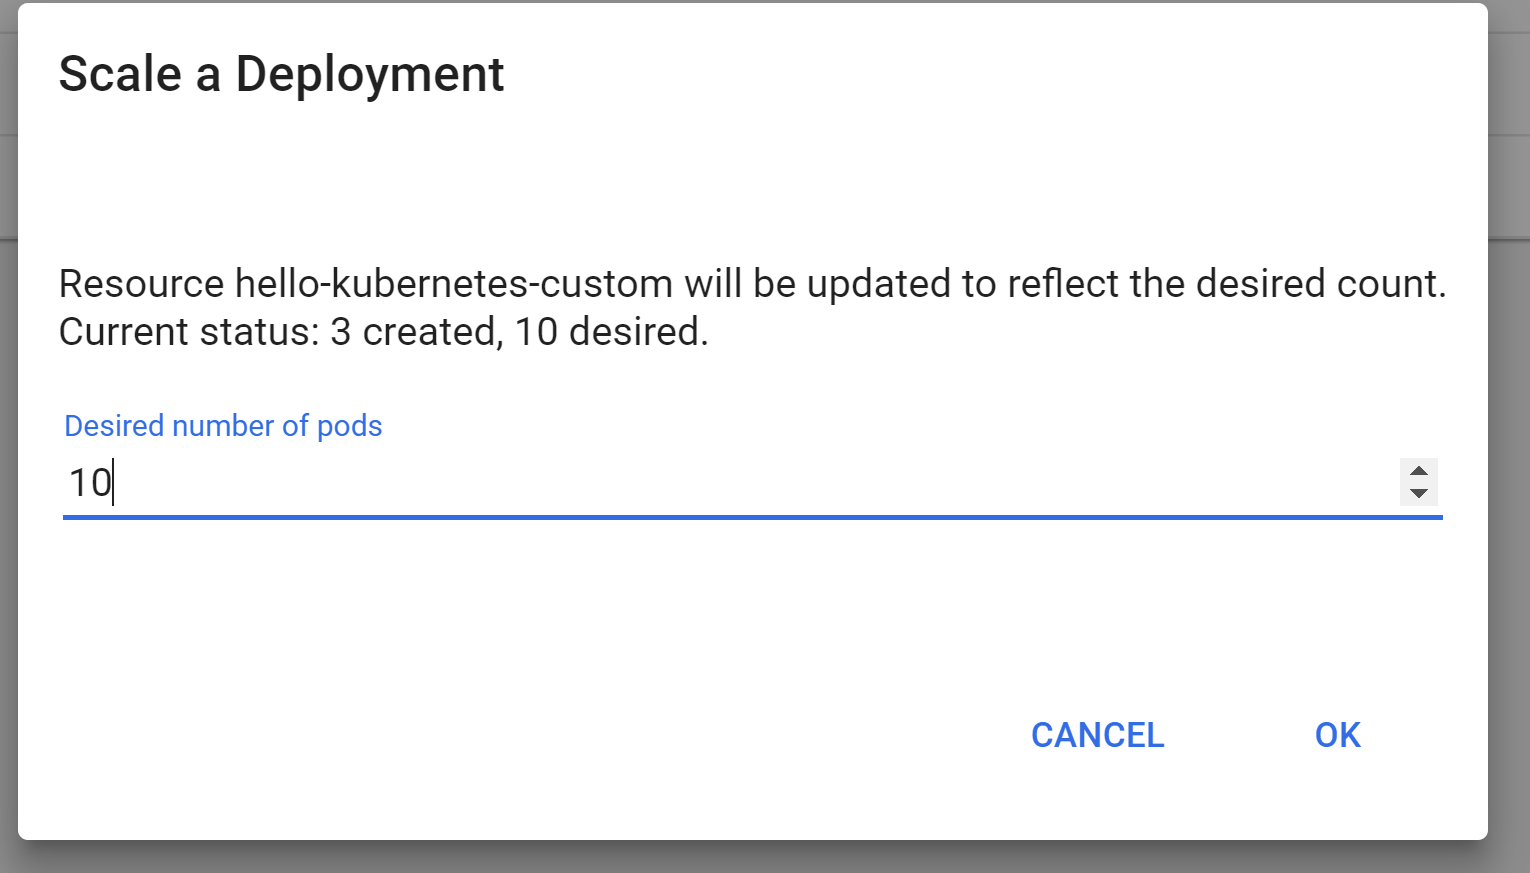 Scale a Deployment
Resource hello-kubernetes-custom will be updated to reflect the desired count.
Current status: 3 created, 10 desired.
Desired number of pods
10
CANCEL OK